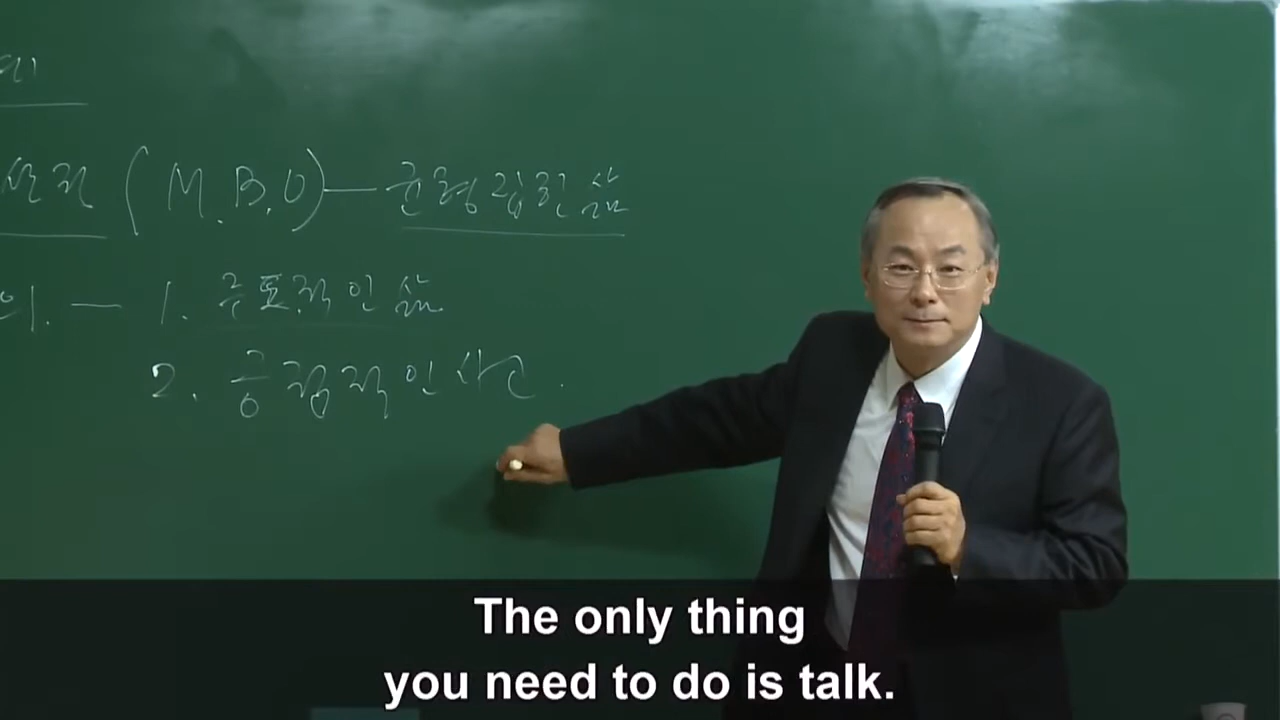 (M.B.O) — 균형잡힌 삶
1. — 1. 주도적인 삶
2. 긍정적인 사고.
The only thing
you need to do is talk.